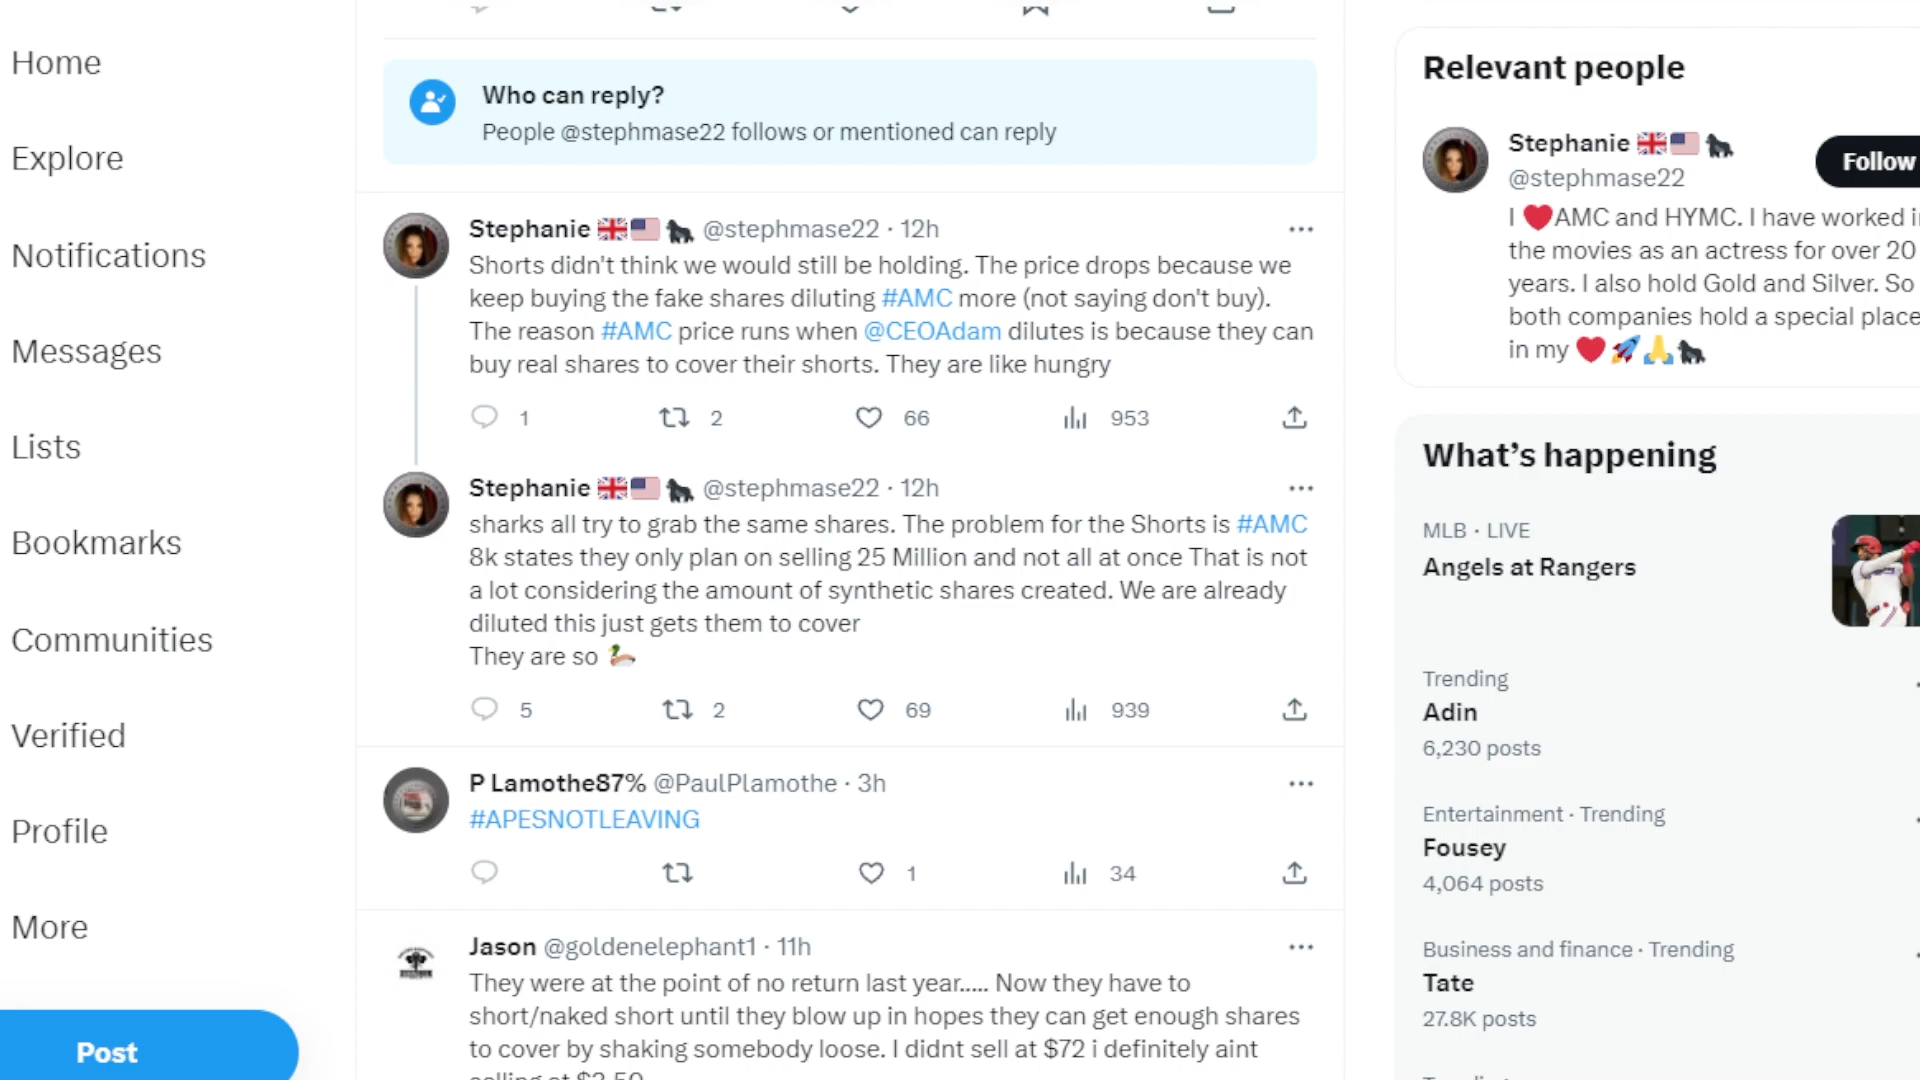 Home
Explore
Notifications
Messages
Lists
Bookmarks
Communities
Verified
Profile
More
Post
Who can reply?
People @stephmase22 follows or mentioned can reply
Stephanie 🇬🇧🇺🇸🦍 @stephmase22 · 12h
Shorts didn't think we would still be holding. The price drops because we
keep buying the fake shares diluting #AMC more (not saying don't buy).
The reason #AMC price runs when @CEOAdam dilutes is because they can
buy real shares to cover their shorts. They are like hungry
1 2 66 953
Stephanie 🇬🇧🇺🇸🦍 @stephmase22 · 12h
sharks all try to grab the same shares. The problem for the Shorts is #AMC
8k states they only plan on selling 25 Million and not all at once That is not
a lot considering the amount of synthetic shares created. We are already
diluted this just gets them to cover
They are so 🦆
5 2 69 939
P Lamothe87% @PaulPlamothe · 3h
#APESNOTLEAVING
1 34
Jason @goldenelephant1 · 11h
They were at the point of no return last year..... Now they have to
short/naked short until they blow up in hopes they can get enough shares
to cover by shaking somebody loose. I didnt sell at $72 i definitely aint
Relevant people
Stephanie 🇬🇧🇺🇸🦍
@stephmase22
Follow
I ❤️AMC and HYMC. I have worked in
the movies as an actress for over 20
years. I also hold Gold and Silver. So
both companies hold a special place
in my ❤️🚀🙏🦍
What's happening
MLB · LIVE
Angels at Rangers
Trending
Adin
6,230 posts
Entertainment · Trending
Fousey
4,064 posts
Business and finance · Trending
Tate
27.8K posts